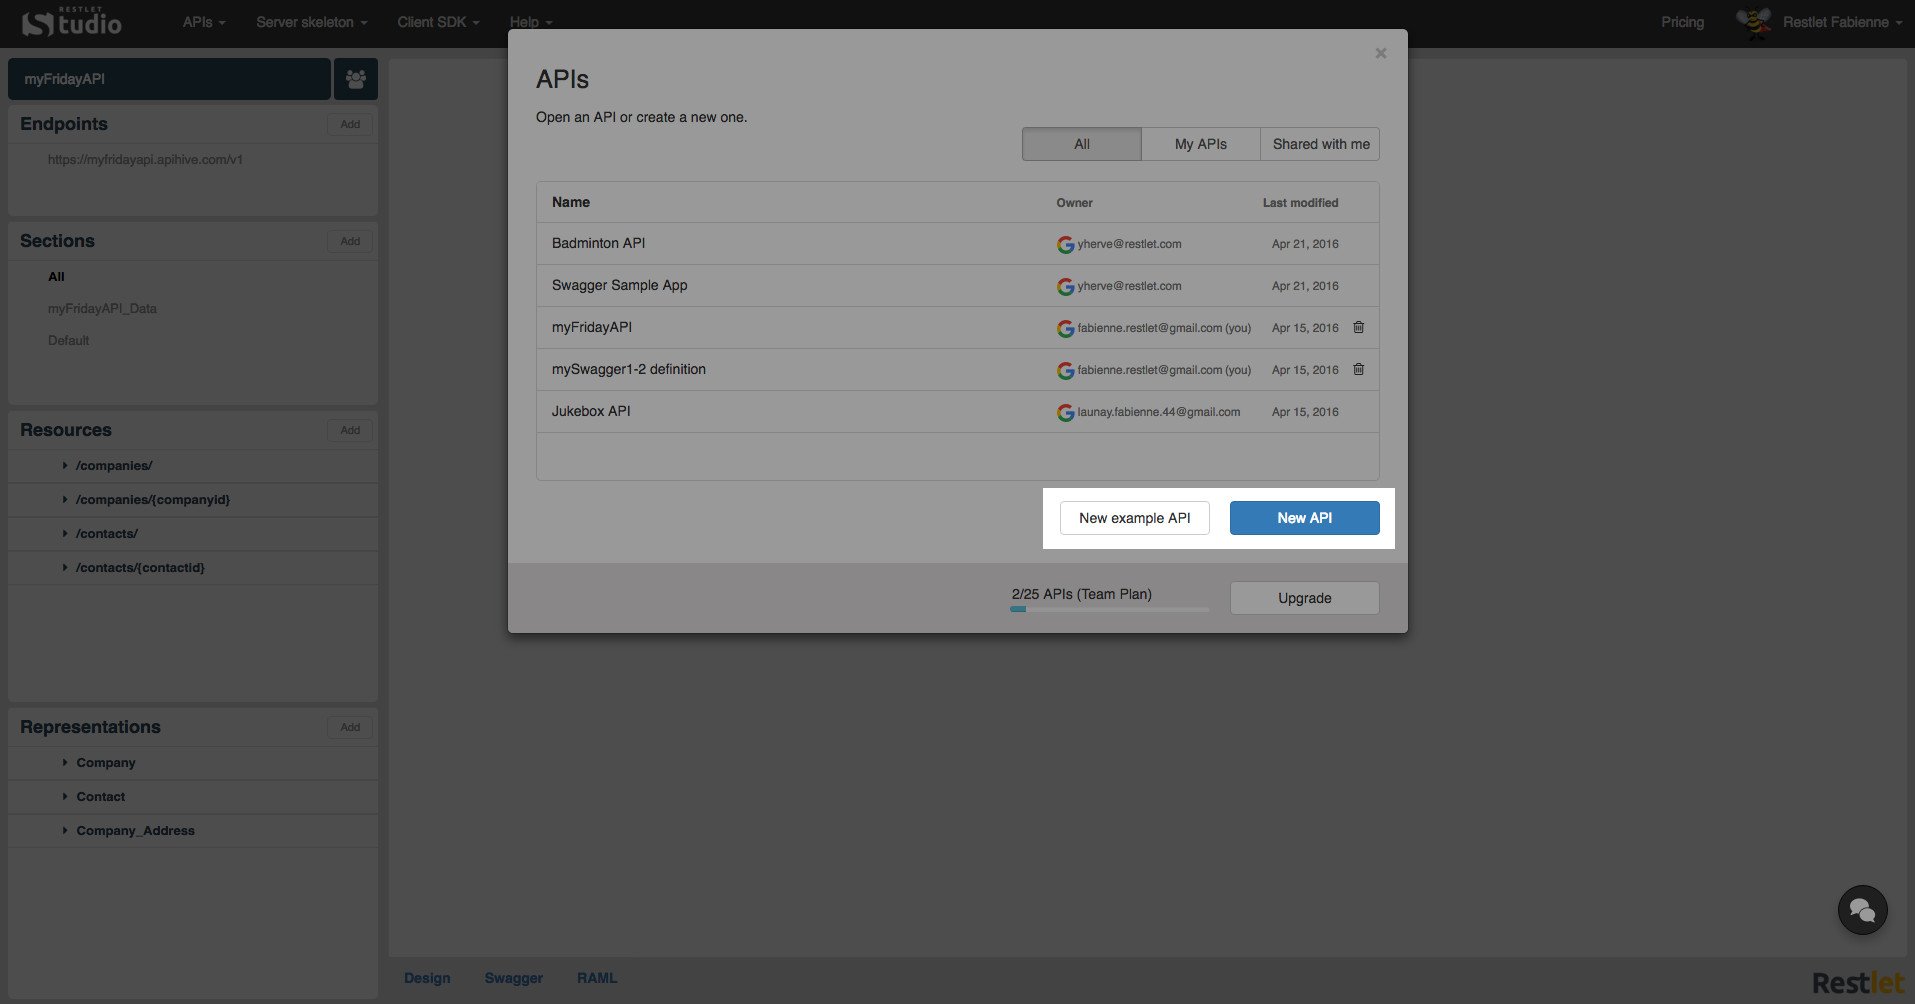 RESTLET
Studio
APIs
Server skeleton
Client SDK
Help
Pricing
Restlet Fabienne
myFridayAPI
Endpoints
Add
https://myfridayapi.apihive.com/v1
Sections
Add
All
myFridayAPI_Data
Default
Resources
Add
/companies/
/companies/{companyid}
/contacts/
/contacts/{contactid}
Representations
Add
Company
Contact
Company_Address
×
APIs
Open an API or create a new one.
All My APIs Shared with me
Name Owner Last modified
Badminton API yherve@restlet.com Apr 21, 2016
Swagger Sample App yherve@restlet.com Apr 21, 2016
myFridayAPI fabienne.restlet@gmail.com (you) Apr 15, 2016
mySwagger1-2 definition fabienne.restlet@gmail.com (you) Apr 15, 2016
Jukebox API launay.fabienne.44@gmail.com Apr 15, 2016
New example API New API
2/25 APIs (Team Plan) Upgrade
Design Swagger RAML
Restlet